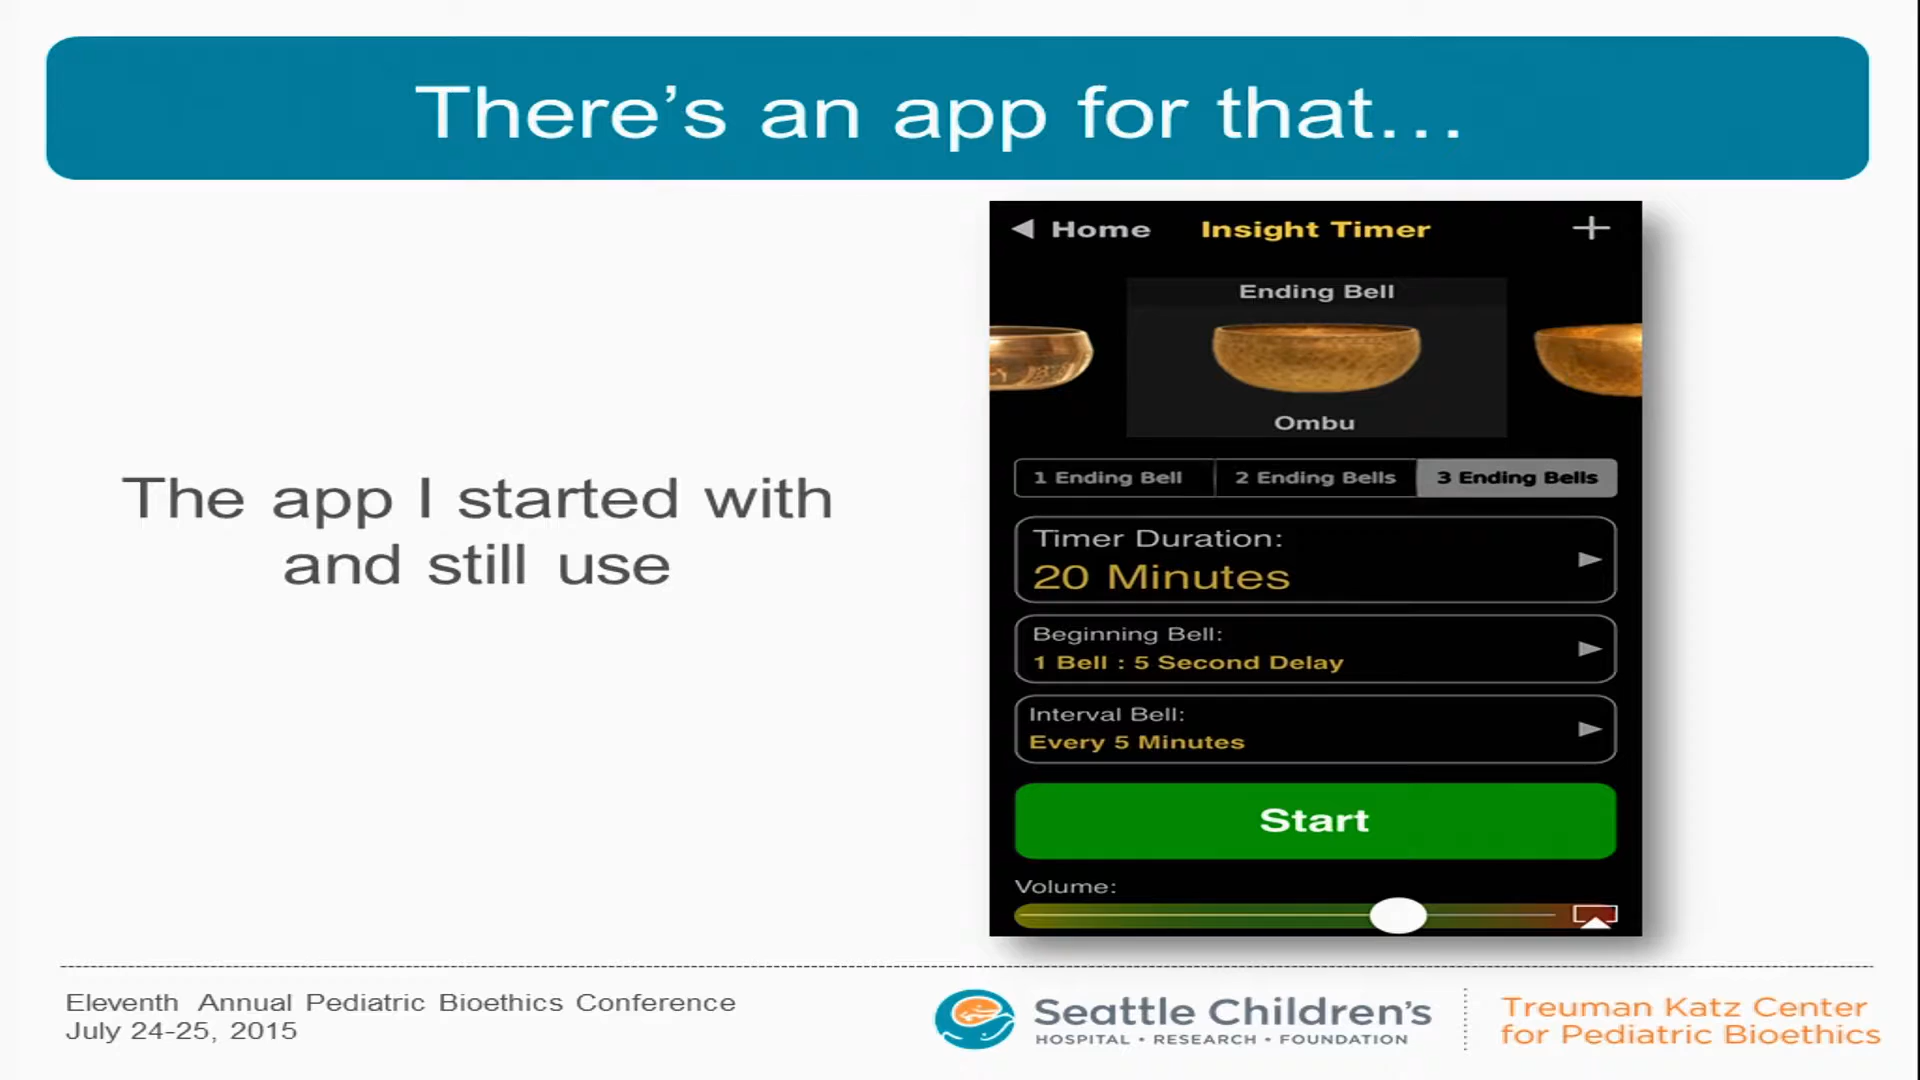 There's an app for that...
The app I started with
and still use
Home
Insight Timer
Ending Bell
Ombu
1 Ending Bell
2 Ending Bells
3 Ending Bells
Timer Duration:
20 Minutes
Beginning Bell:
1 Bell : 5 Second Delay
Interval Bell:
Every 5 Minutes
Start
Volume:
Eleventh Annual Pediatric Bioethics Conference
July 24-25, 2015
Seattle Children's
HOSPITAL • RESEARCH • FOUNDATION
Treuman Katz Center
for Pediatric Bioethics